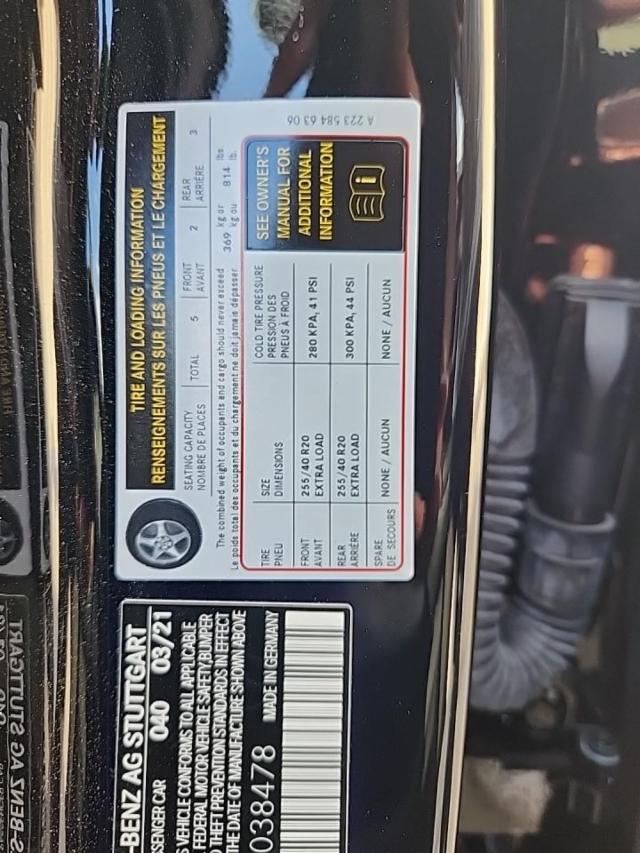 TIRE AND LOADING INFORMATION
RENSEIGNEMENTS SUR LES PNEUS ET LE CHARGEMENT
SEATING CAPACITY
NOMBRE DE PLACES
TOTAL 5
FRONT
AVANT
2
REAR
ARRIÈRE
3
The combined weight of occupants and cargo should never exceed
Le poids total des occupants et du chargement ne doit jamais dépasser
369 kg or 814 lbs
kg ou lb.
TIRE SIZE COLD TIRE PRESSURE
PNEU DIMENSIONS PRESSION DES
PNEUS À FROID
FRONT 255/40 R20 280 KPA, 41 PSI
AVANT EXTRA LOAD
REAR 255/40 R20 300 KPA, 44 PSI
ARRIÈRE EXTRA LOAD
SPARE NONE / AUCUN NONE / AUCUN
DE SECOURS
SEE OWNER'S
MANUAL FOR
ADDITIONAL
INFORMATION
A 223 584 63 06
-BENZ AG STUTTGART
SSENGER CAR 040 03/21
S VEHICLE CONFORMS TO ALL APPLICABLE
FEDERAL MOTOR VEHICLE SAFETY, BUMPER
D THEFT PREVENTION STANDARDS IN EFFECT
THE DATE OF MANUFACTURE SHOWN ABOVE
038478 MADE IN GERMANY
S-BENZ AG STUTTGART